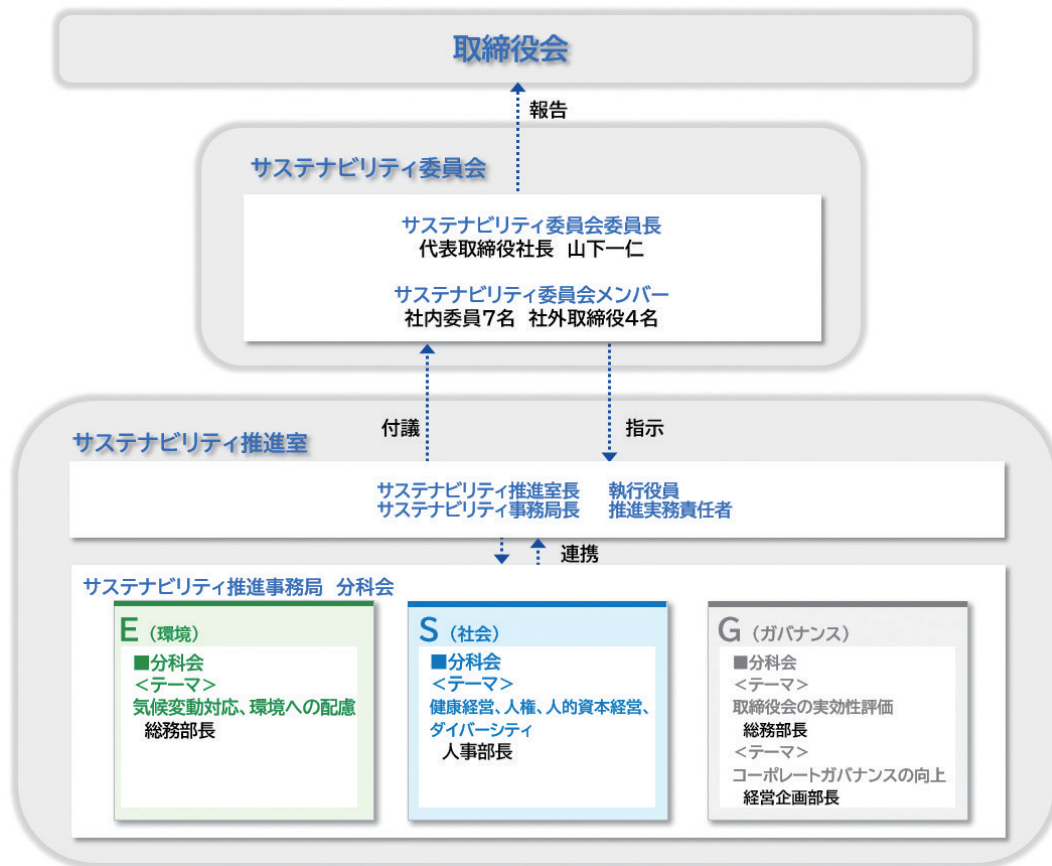 取締役会
報告
サステナビリティ委員会
サステナビリティ委員会委員長
代表取締役社長 山下一仁
サステナビリティ委員会メンバー
社内委員7名 社外取締役4名
付議
指示
サステナビリティ推進室
サステナビリティ推進室長 執行役員
サステナビリティ事務局長 推進実務責任者
連携
サステナビリティ推進事務局 分科会
E（環境）
■分科会
＜テーマ＞
気候変動対応、環境への配慮
総務部長
S（社会）
■分科会
＜テーマ＞
健康経営、人権、人的資本経営、
ダイバーシティ
人事部長
G（ガバナンス）
■分科会
＜テーマ＞
取締役会の実効性評価
総務部長
＜テーマ＞
コーポレートガバナンスの向上
経営企画部長